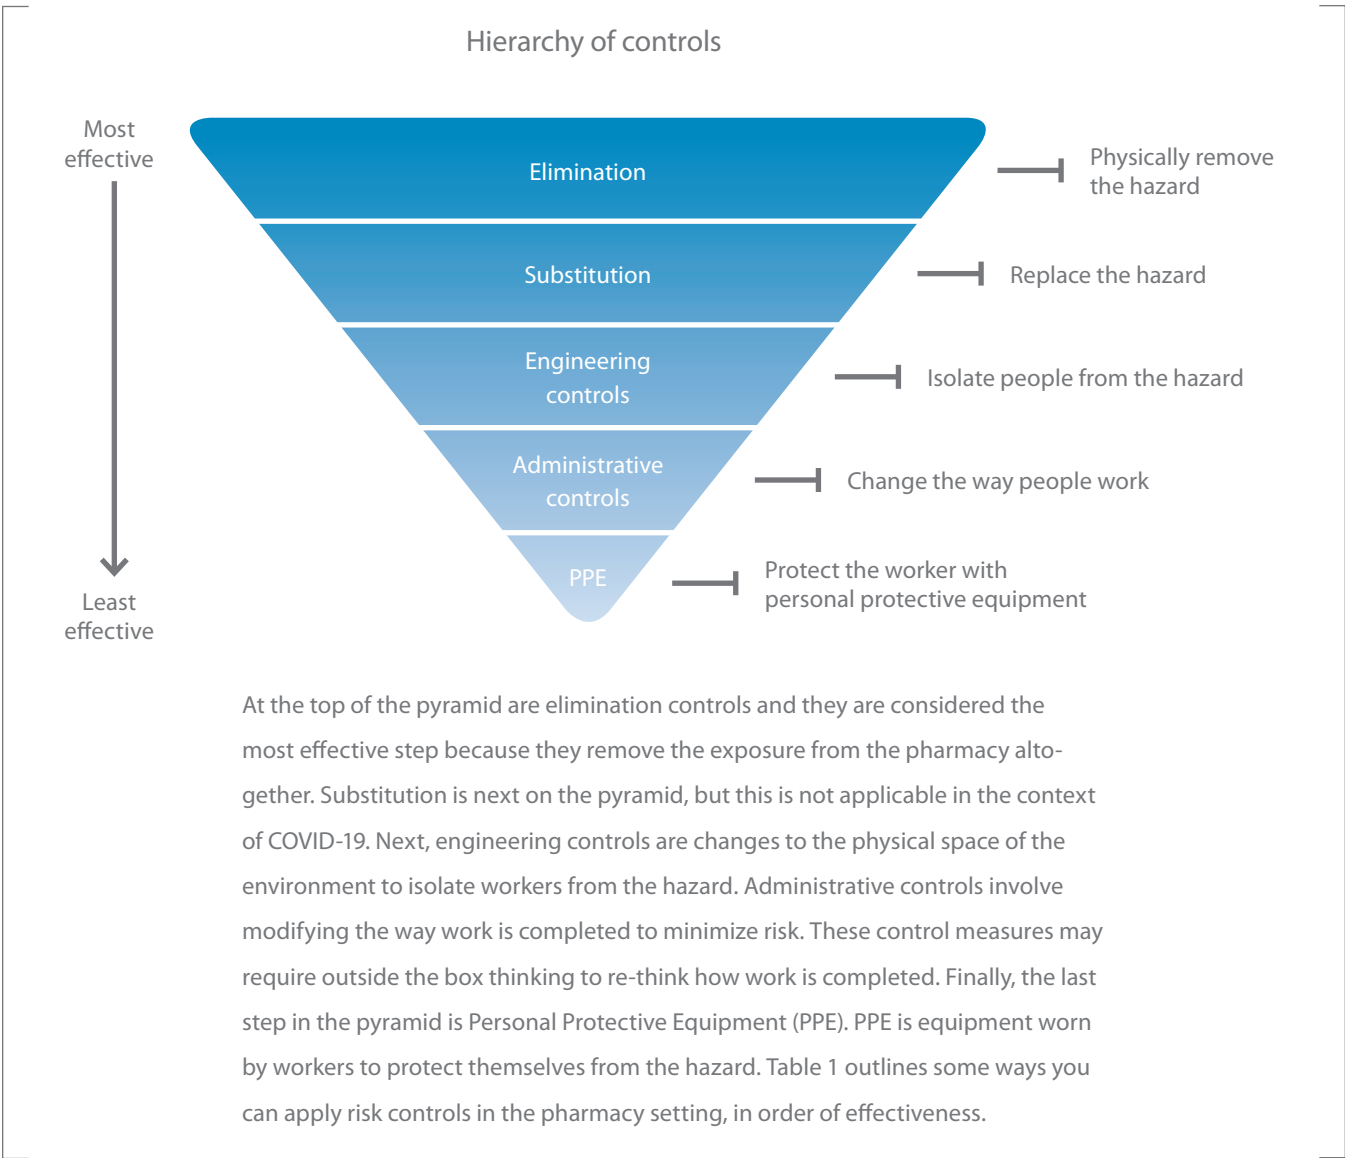 Hierarchy of controls
Most
effective
Elimination
Physically remove
the hazard
Substitution
Replace the hazard
Engineering
controls
Isolate people from the hazard
Administrative
controls
Change the way people work
PPE
Protect the worker with
personal protective equipment
Least
effective
At the top of the pyramid are elimination controls and they are considered the
most effective step because they remove the exposure from the pharmacy alto-
gether. Substitution is next on the pyramid, but this is not applicable in the context
of COVID-19. Next, engineering controls are changes to the physical space of the
environment to isolate workers from the hazard. Administrative controls involve
modifying the way work is completed to minimize risk. These control measures may
require outside the box thinking to re-think how work is completed. Finally, the last
step in the pyramid is Personal Protective Equipment (PPE). PPE is equipment worn
by workers to protect themselves from the hazard. Table 1 outlines some ways you
can apply risk controls in the pharmacy setting, in order of effectiveness.